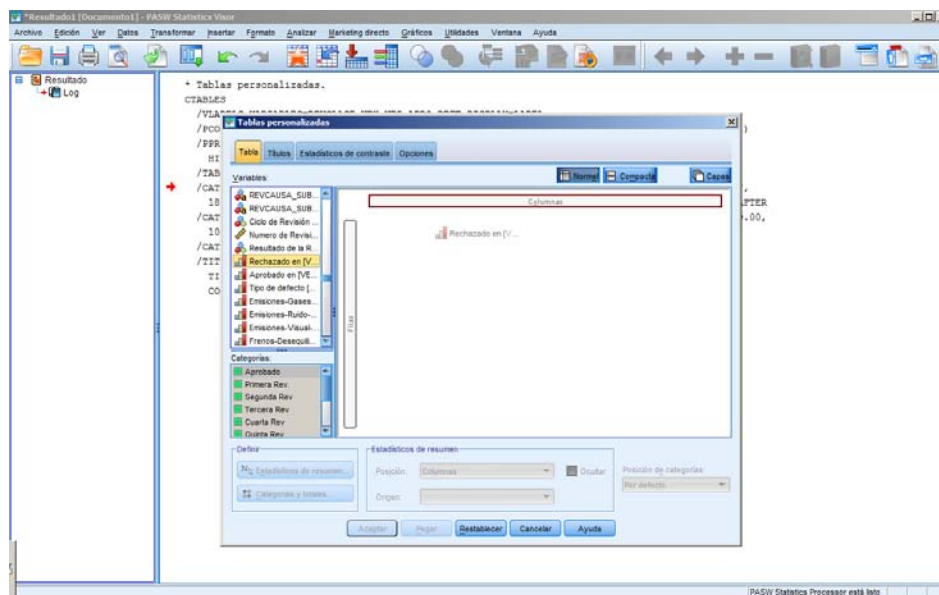 *Resultado1 [Documento1] - PASW Statistics Visor
Archivo Edición Ver Datos Transformar Insertar Formato Analizar Marketing directo Gráficos Utilidades Ventana Ayuda
Resultado
Log
* Tablas personalizadas.
CTABLES
/VLA
/PCO
)
/PPR
HI
/TAB
/CAT
,
18
AFTER
/CAT
.00,
10
/CAT
/TIT
TI
CO
Tablas personalizadas
Tabla Títulos Estadísticos de contraste Opciones
Variables:
Normal Compacta Capas
REVCAUSA_SUB...
REVCAUSA_SUB...
Ciclo de Revisión ...
Numero de Revisi...
Resultado de la R...
Rechazado en [V...
Aprobado en [VE...
Tipo de defecto [...
Emisiones-Gases...
Emisiones-Ruido-...
Emisiones-Visual-...
Frenos-Desequili...
Columnas
Rechazado en [V...
Filas
Categorías:
Aprobado
Primera Rev.
Segunda Rev
Tercera Rev
Cuarta Rev
Quinta Rev
Definir
N% Estadísticos de resumen...
Categorías y totales...
Estadísticos de resumen
Posición: Columnas
Ocultar
Origen:
Posición de categorías:
Por defecto
Aceptar Pegar Restablecer Cancelar Ayuda
PASW Statistics Processor está listo